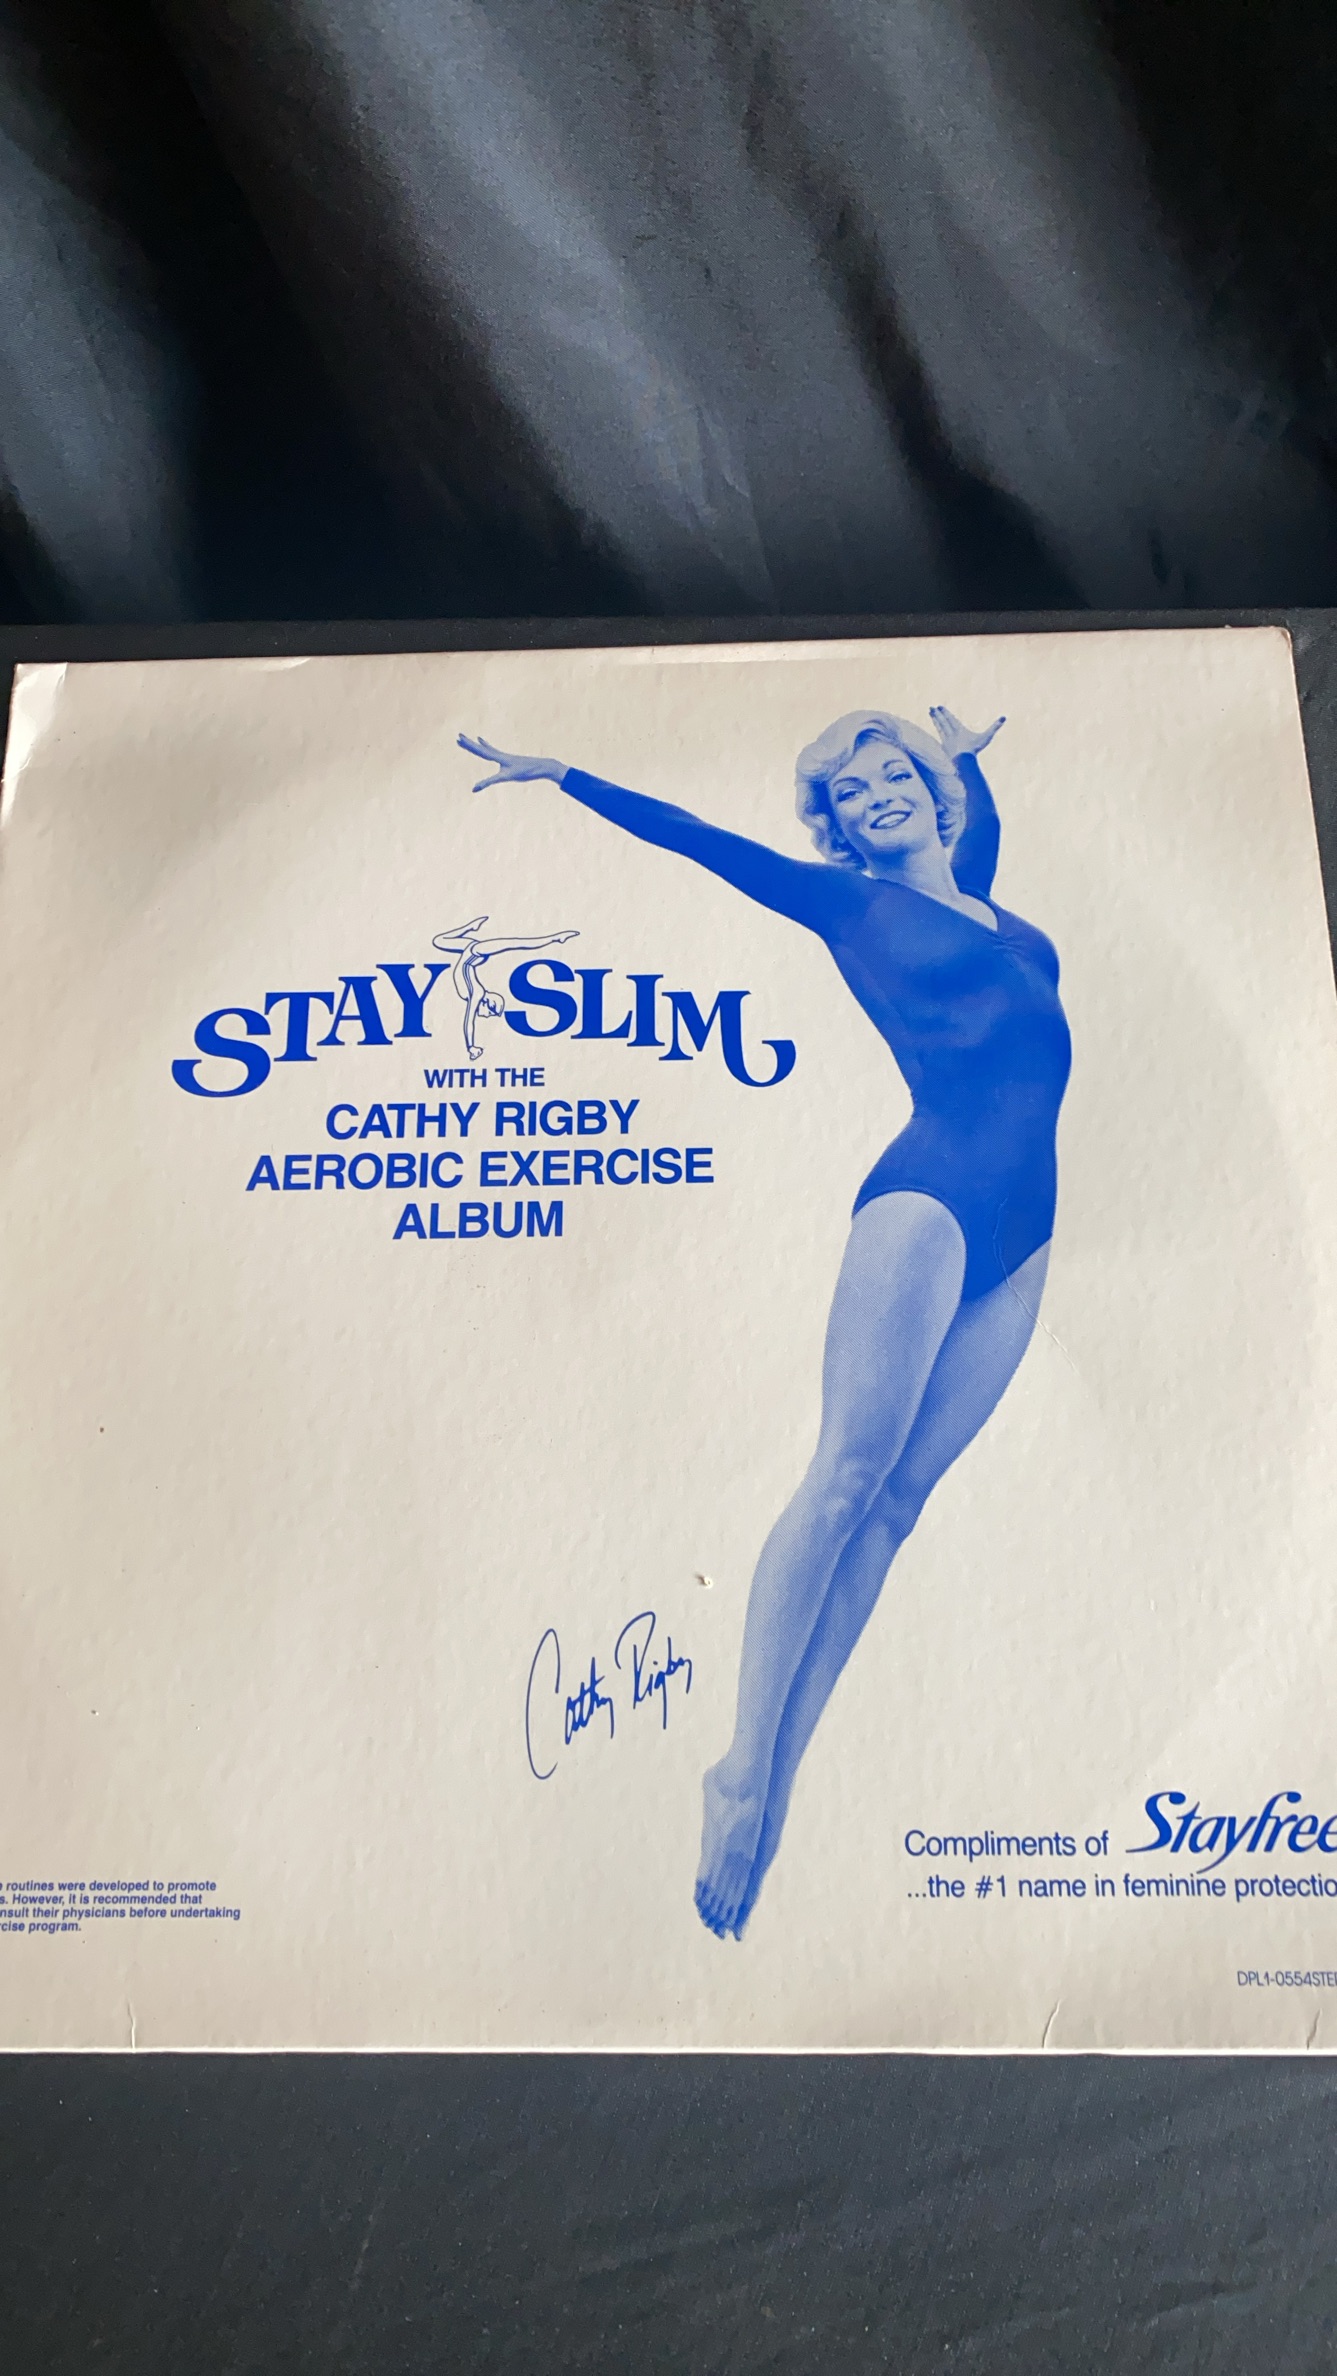 STAY SLIM
WITH THE
CATHY RIGBY
AEROBIC EXERCISE
ALBUM
Cathy Rigby
Compliments of Stayfree
...the #1 name in feminine protectio
routines were developed to promote
s. However, it is recommended that
nsult their physicians before undertaking
cise program.
DPL1-0554STE